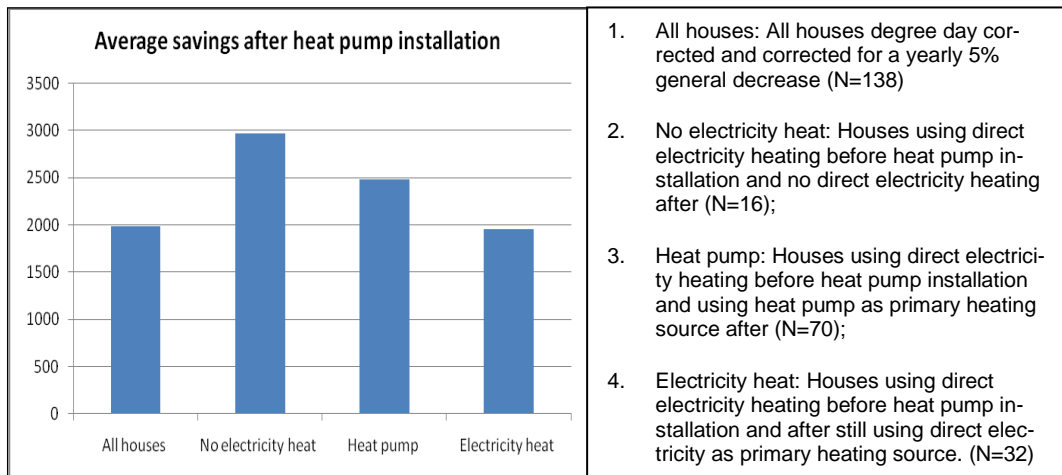 Average savings after heat pump installation
3500
3000
2500
2000
1500
1000
500
0
All houses
No electricity heat
Heat pump
Electricity heat
1. All houses: All houses degree day cor-
rected and corrected for a yearly 5%
general decrease (N=138)
2. No electricity heat: Houses using direct
electricity heating before heat pump in-
stallation and no direct electricity heating
after (N=16);
3. Heat pump: Houses using direct electrici-
ty heating before heat pump installation
and using heat pump as primary heating
source after (N=70);
4. Electricity heat: Houses using direct
electricity heating before heat pump in-
stallation and after still using direct elec-
tricity as primary heating source. (N=32)